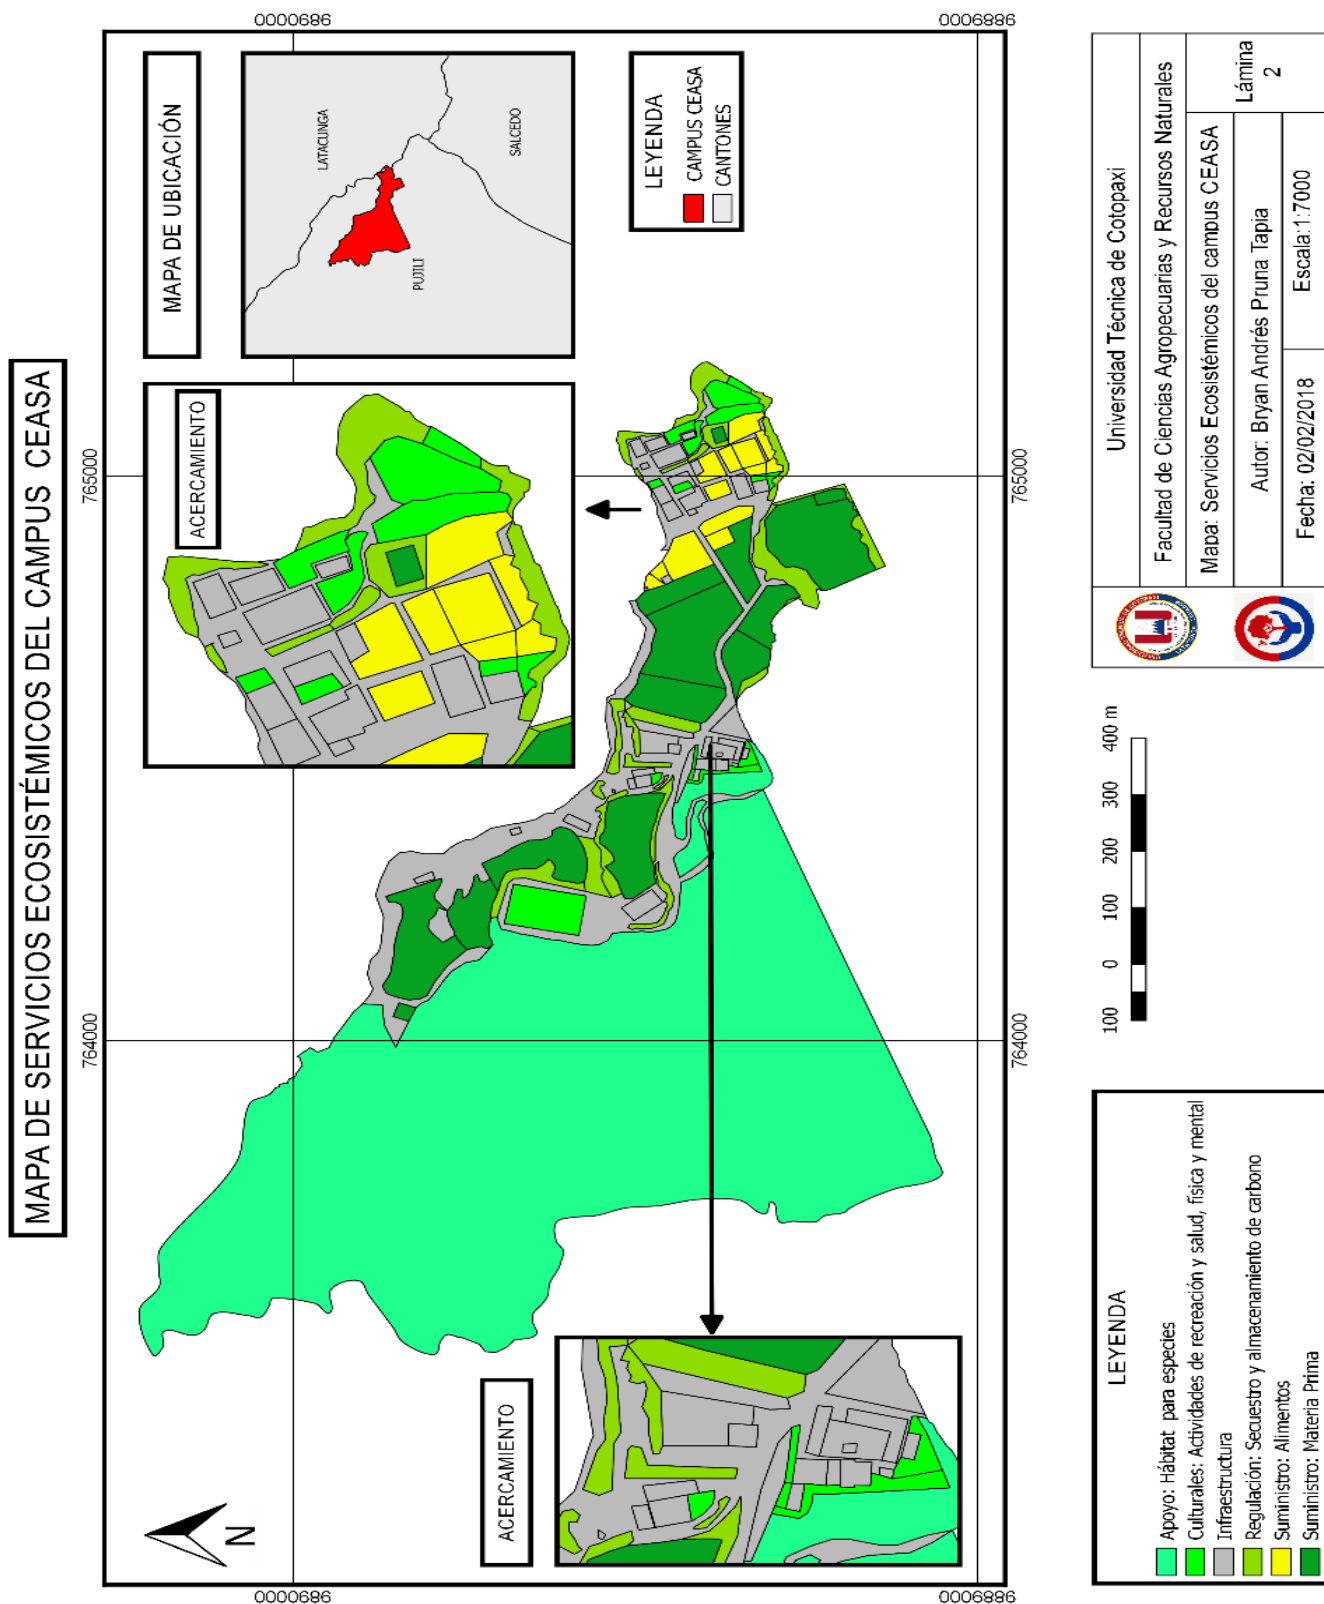 MAPA DE SERVICIOS ECOSISTÉMICOS DEL CAMPUS CEASA
0000686
0006886
765000
765000
764000
764000
0000686
0006886
MAPA DE UBICACIÓN
LATACUNGA
PUJILI
SALCEDO
LEYENDA
CAMPUS CEASA
CANTONES
ACERCAMIENTO
ACERCAMIENTO
N
LEYENDA
Apoyo: Hábitat para especies
Culturales: Actividades de recreación y salud, física y mental
Infraestructura
Regulación: Secuestro y almacenamiento de carbono
Suministro: Alimentos
Suministro: Materia Prima
100 0 100 200 300 400 m
Universidad Técnica de Cotopaxi
Facultad de Ciencias Agropecuarias y Recursos Naturales
Mapa: Servicios Ecosistémicos del campus CEASA
Lámina
2
Autor: Bryan Andrés Pruna Tapia
Fecha: 02/02/2018
Escala:1:7000